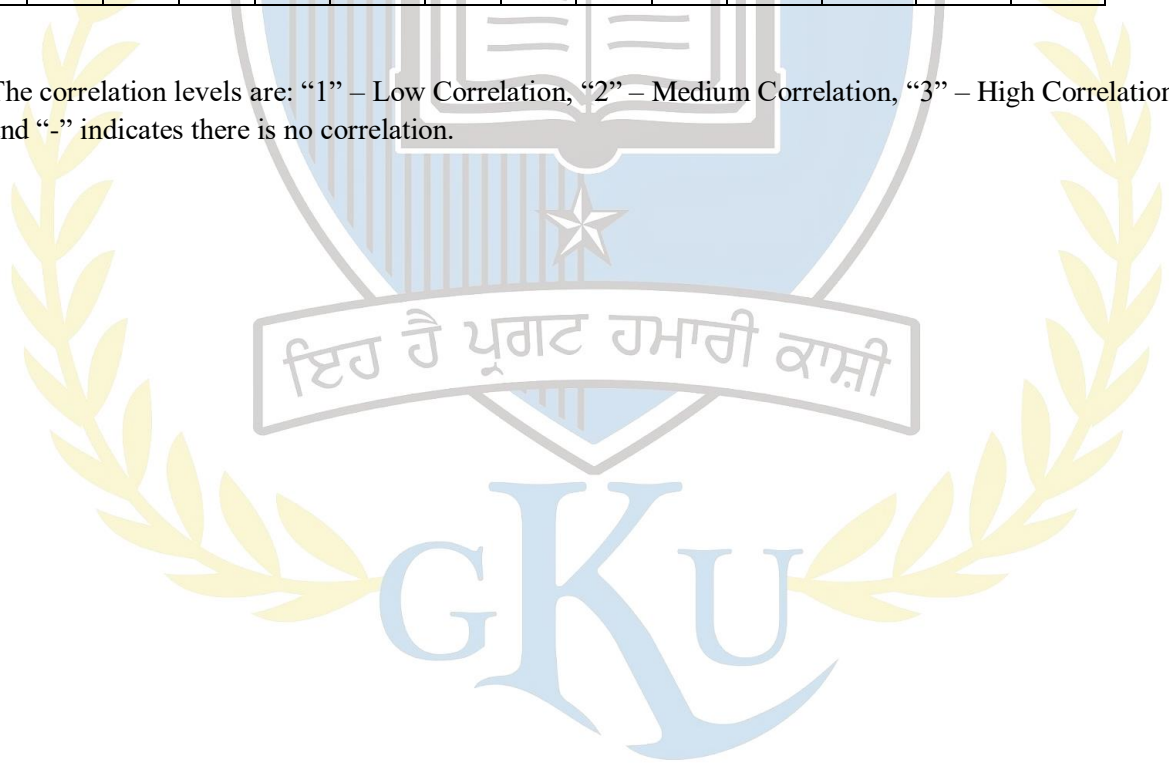 The correlation levels are: “1” – Low Correlation, “2” – Medium Correlation, “3” – High Correlation
and “-” indicates there is no correlation.
ਇਹ ਹੈ ਪ੍ਰਗਟ ਹਮਾਰੀ ਕਾਸ਼ੀ
GKU